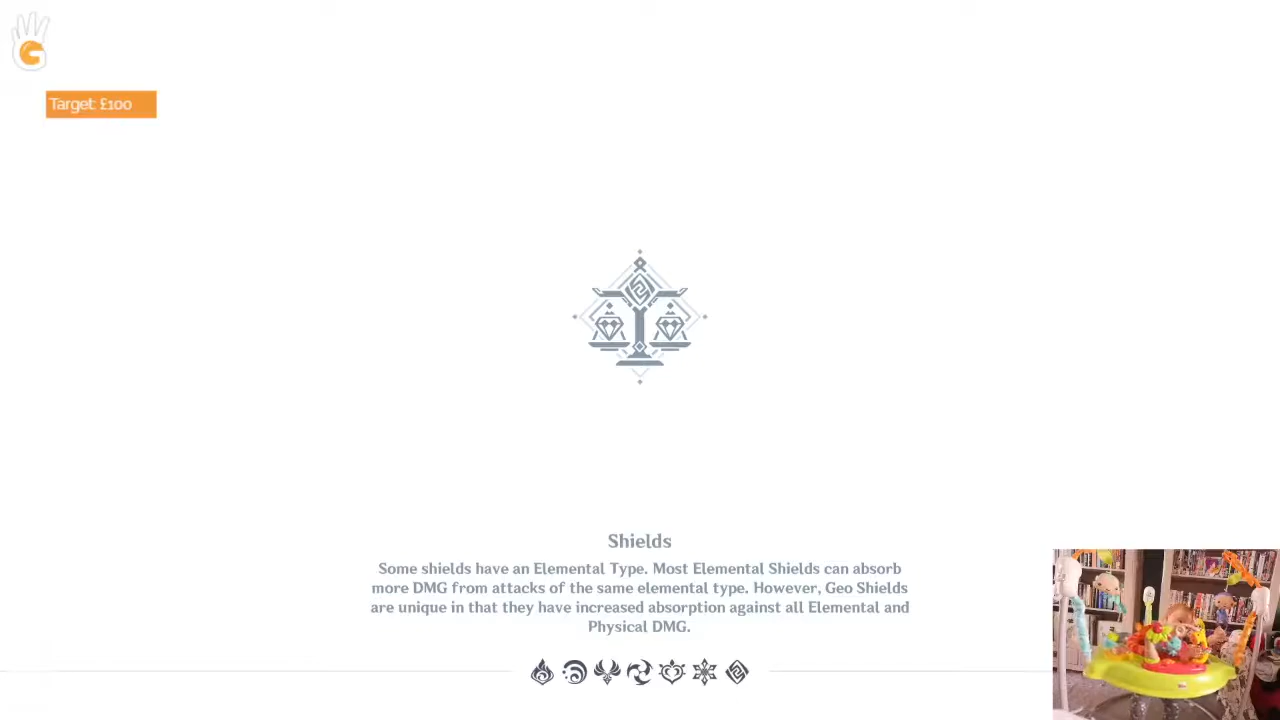 Target: £100
Shields
Some shields have an Elemental Type. Most Elemental Shields can absorb
more DMG from attacks of the same elemental type. However, Geo Shields
are unique in that they have increased absorption against all Elemental and
Physical DMG.